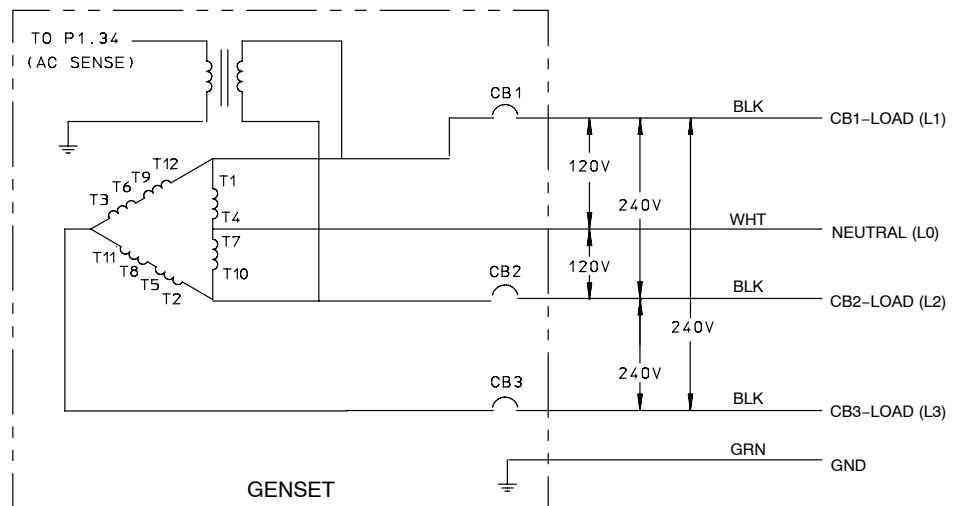 TO P1.34
(AC SENSE)
CB1
BLK
CB1-LOAD (L1)
T12
T9
T6
T3
T1
T4
120V
240V
WHT
NEUTRAL (L0)
T7
T10
T11
T8
T5
T2
120V
CB2
BLK
CB2-LOAD (L2)
240V
240V
CB3
BLK
CB3-LOAD (L3)
GRN
GND
GENSET